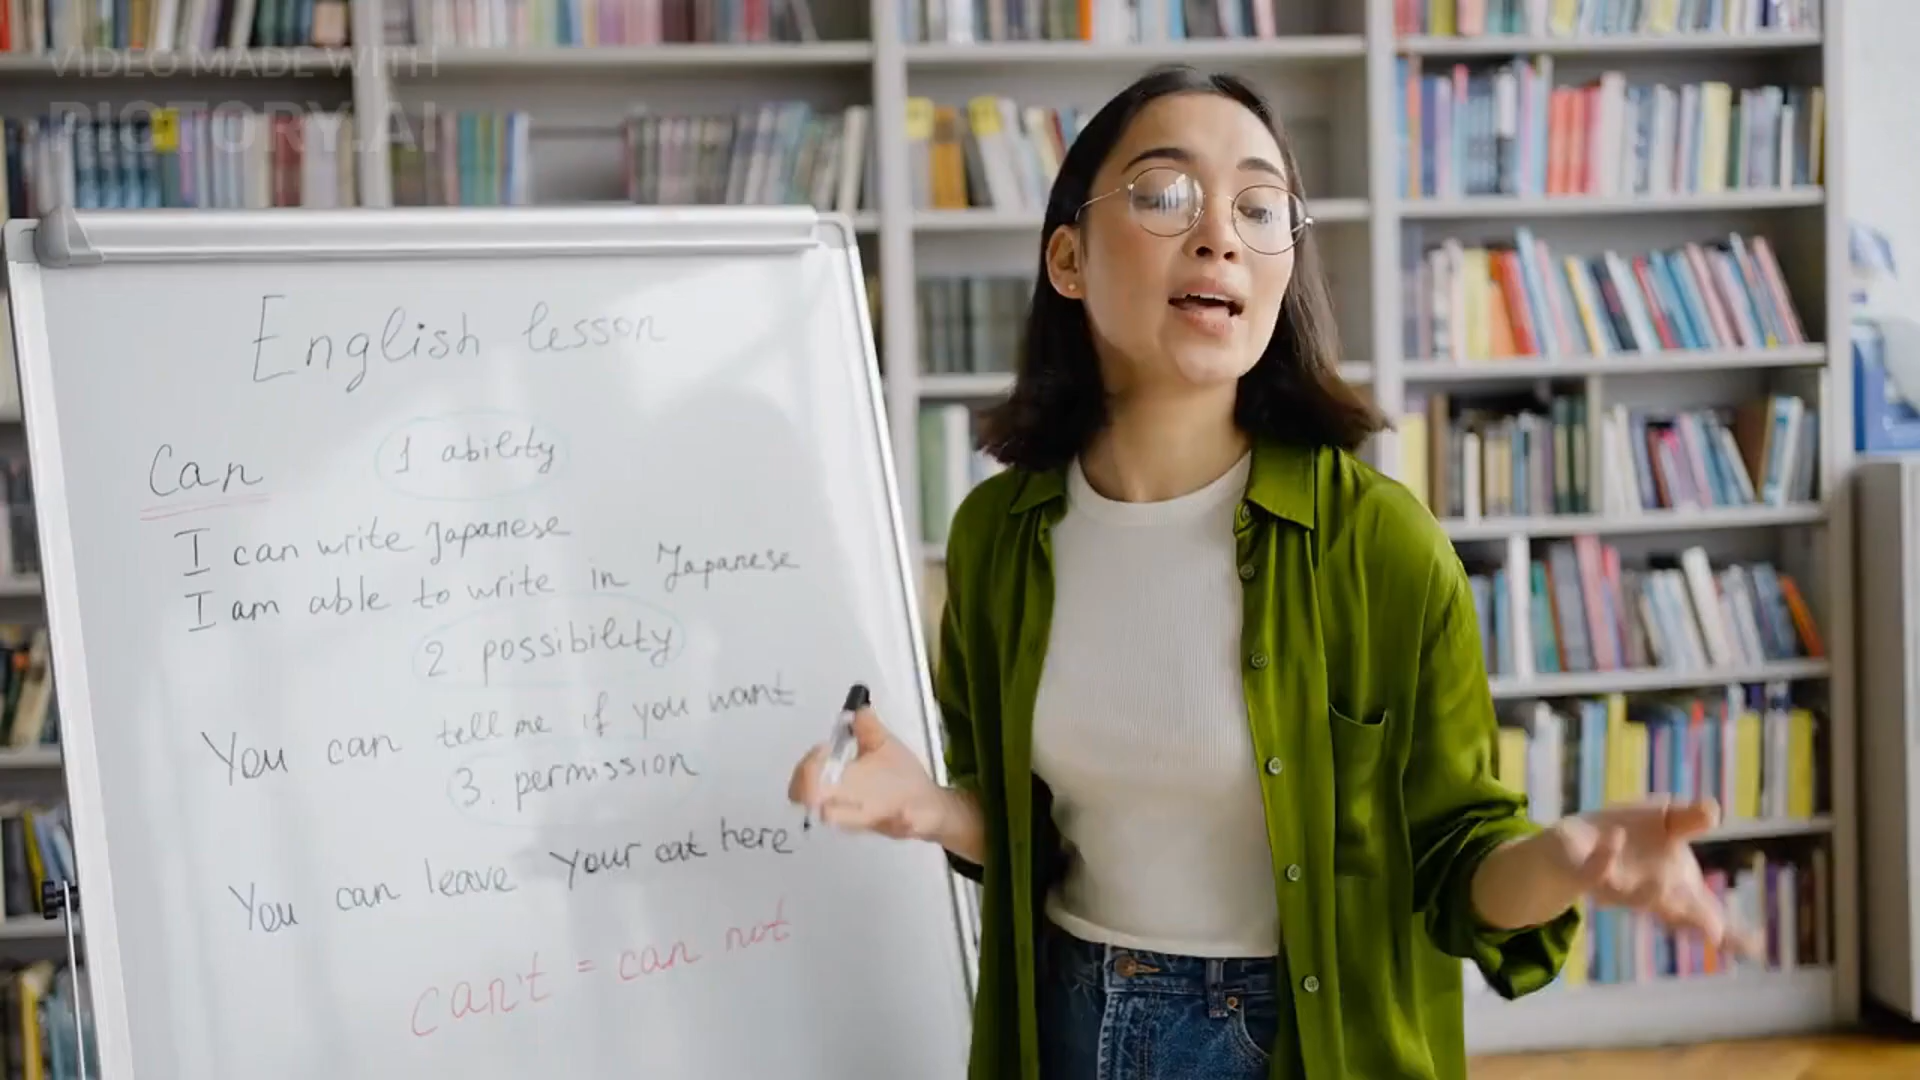 VIDEO MADE WITH
PICTORY.AI
English lesson
Can
1 ability
I can write Japanese
I am able to write in Japanese
2. possibility
You can tell me if you want
3. permission
You can leave your cat here
can't = can not